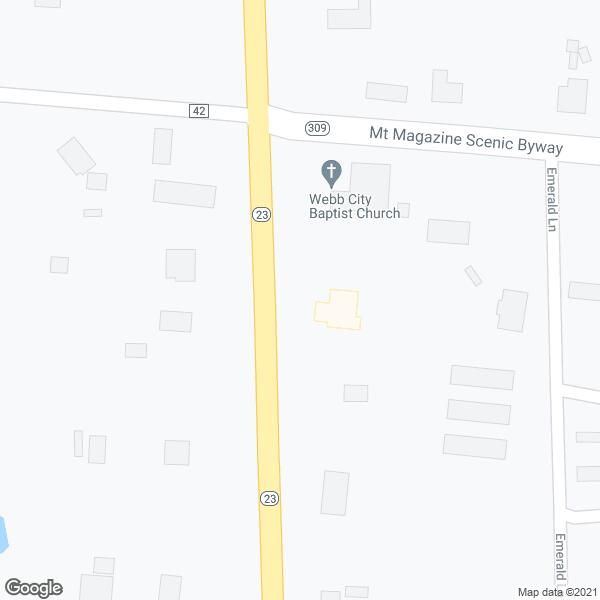 42
309
Mt Magazine Scenic Byway
Webb City
Baptist Church
Emerald Ln
23
23
Emerald L
Google
Map data ©2021